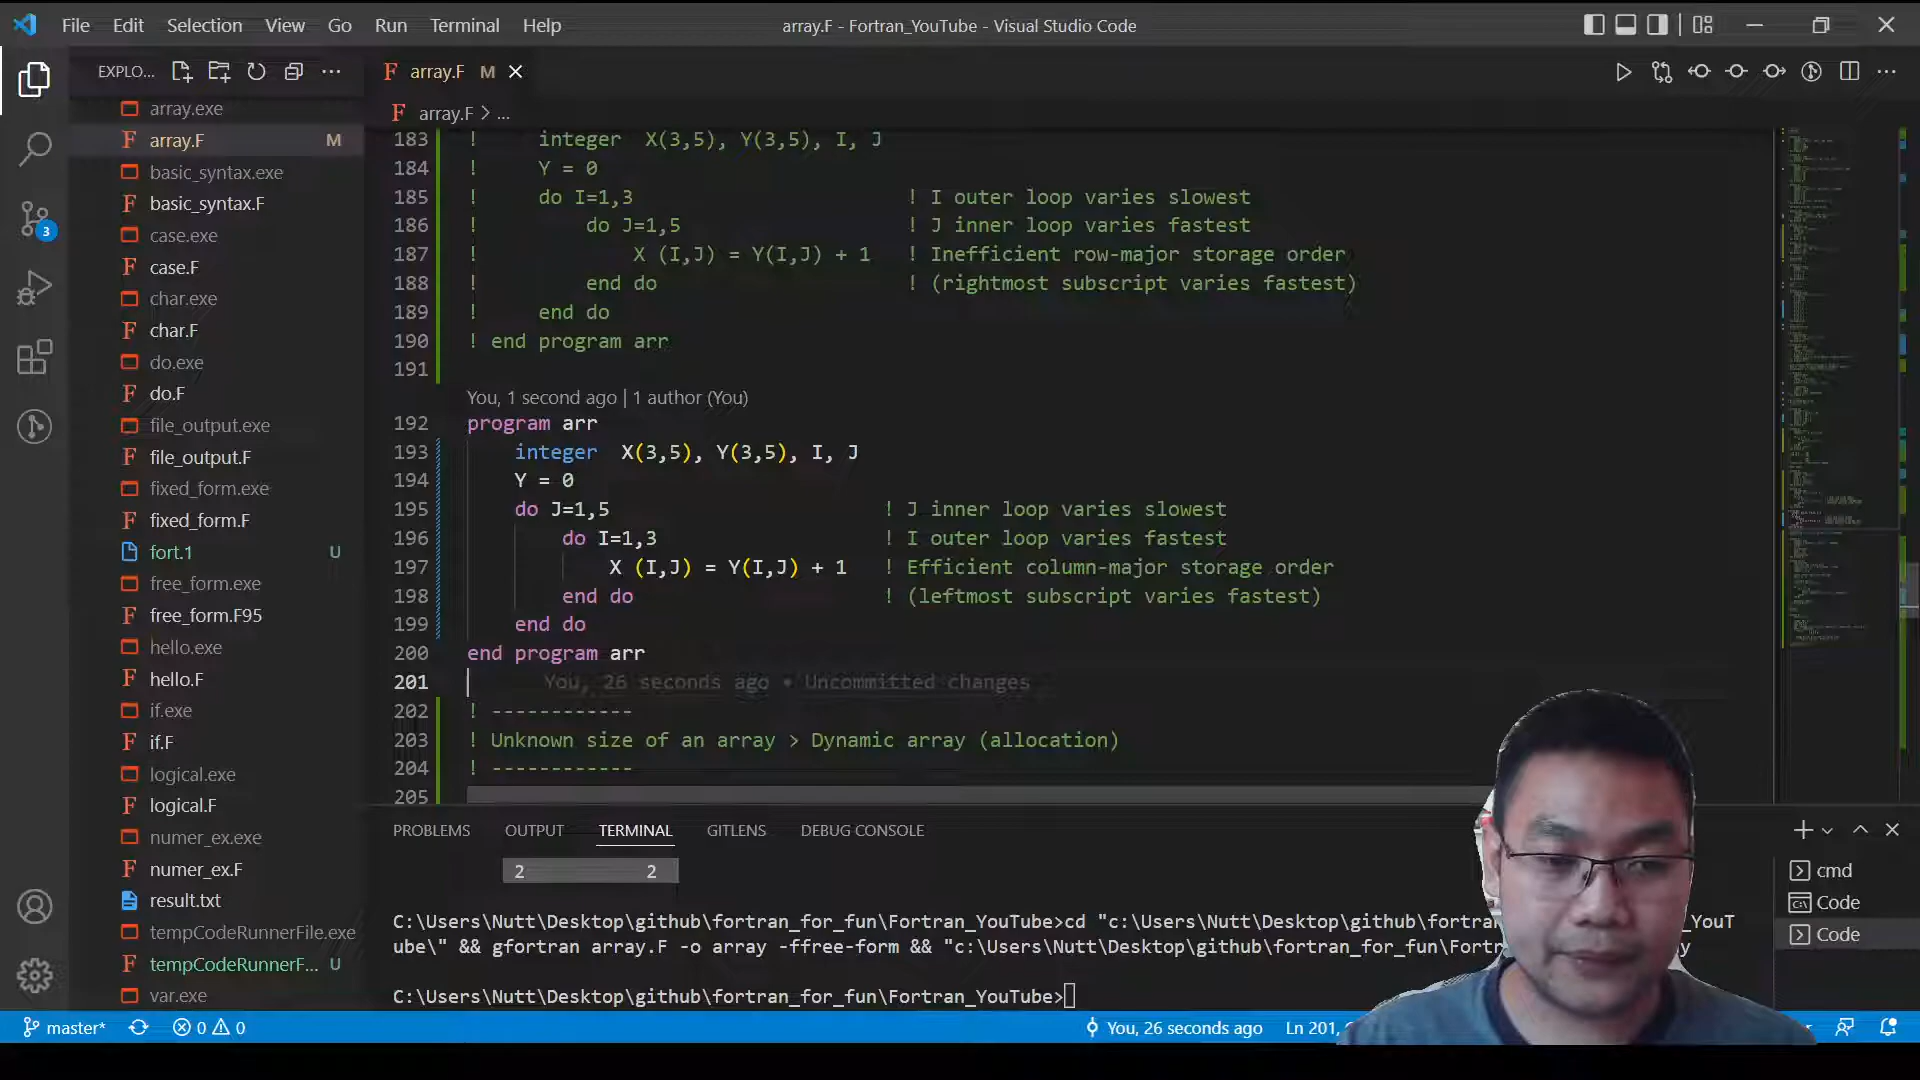 File Edit Selection View Go Run Terminal Help
array.F - Fortran_YouTube - Visual Studio Code
EXPLO...
array.exe
array.F M
basic_syntax.exe
basic_syntax.F
case.exe
case.F
char.exe
char.F
do.exe
do.F
file_output.exe
file_output.F
fixed_form.exe
fixed_form.F
fort.1 U
free_form.exe
free_form.F95
hello.exe
hello.F
if.exe
if.F
logical.exe
logical.F
numer_ex.exe
numer_ex.F
result.txt
tempCodeRunnerFile.exe
tempCodeRunnerF... U
var.exe
3
array.F M
array.F > ...
183 ! integer X(3,5), Y(3,5), I, J
184 ! Y = 0
185 ! do I=1,3 ! I outer loop varies slowest
186 ! do J=1,5 ! J inner loop varies fastest
187 ! X (I,J) = Y(I,J) + 1 ! Inefficient row-major storage order
188 ! end do ! (rightmost subscript varies fastest)
189 ! end do
190 ! end program arr
191
You, 1 second ago | 1 author (You)
192 program arr
193 integer X(3,5), Y(3,5), I, J
194 Y = 0
195 do J=1,5 ! J inner loop varies slowest
196 do I=1,3 ! I outer loop varies fastest
197 X (I,J) = Y(I,J) + 1 ! Efficient column-major storage order
198 end do ! (leftmost subscript varies fastest)
199 end do
200 end program arr
201 You, 26 seconds ago • Uncommitted changes
202 ! ------------
203 ! Unknown size of an array > Dynamic array (allocation)
204 ! ------------
205
PROBLEMS OUTPUT TERMINAL GITLENS DEBUG CONSOLE
2 2
C:\Users\Nutt\Desktop\github\fortran_for_fun\Fortran_YouTube>cd "c:\Users\Nutt\Desktop\github\fortra _YouT
ube\" && gfortran array.F -o array -ffree-form && "c:\Users\Nutt\Desktop\github\fortran_for_fun\Fort y
C:\Users\Nutt\Desktop\github\fortran_for_fun\Fortran_YouTube>
cmd
Code
Code
master* 0 0
You, 26 seconds ago Ln 201,